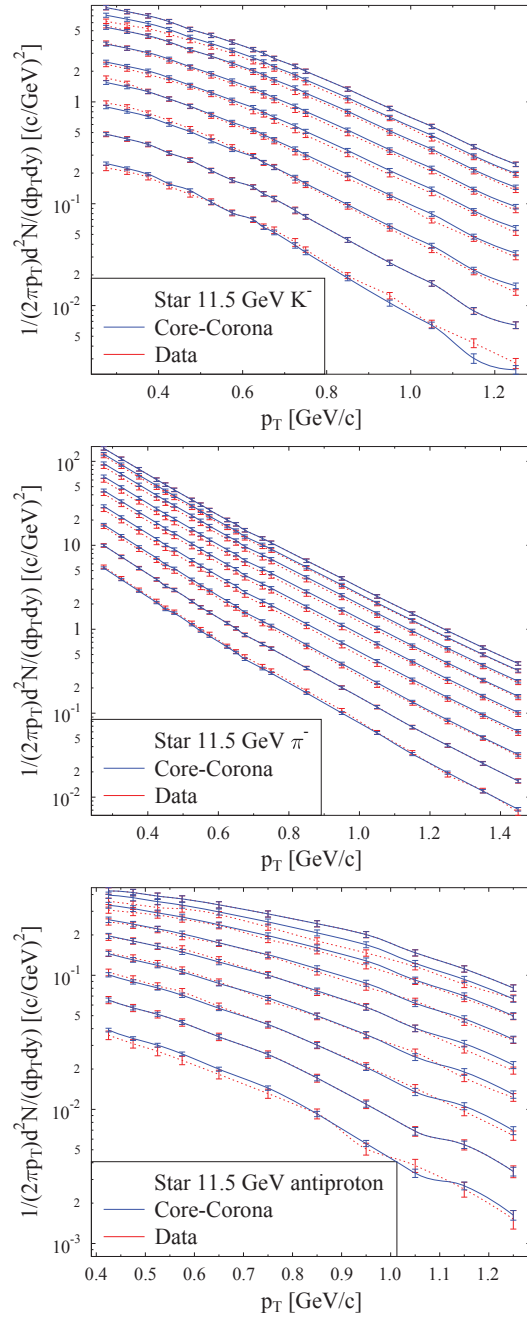 5
2
1
5
2
10⁻¹
5
2
10⁻²
5
1/(2πp_T)d²N/(dp_Tdy) [(c/GeV)²]
Star 11.5 GeV K⁻
Core-Corona
Data
0.4 0.6 0.8 1.0 1.2
p_T [GeV/c]
10²
5
2
10
5
2
1
5
2
10⁻¹
5
2
10⁻²
1/(2πp_T)d²N/(dp_Tdy) [(c/GeV)²]
Star 11.5 GeV π⁻
Core-Corona
Data
0.4 0.6 0.8 1.0 1.2 1.4
p_T [GeV/c]
2
10⁻¹
5
2
10⁻²
5
2
10⁻³
1/(2πp_T)d²N/(dp_Tdy) [(c/GeV)²]
Star 11.5 GeV antiproton
Core-Corona
Data
0.4 0.5 0.6 0.7 0.8 0.9 1.0 1.1 1.2
p_T [GeV/c]